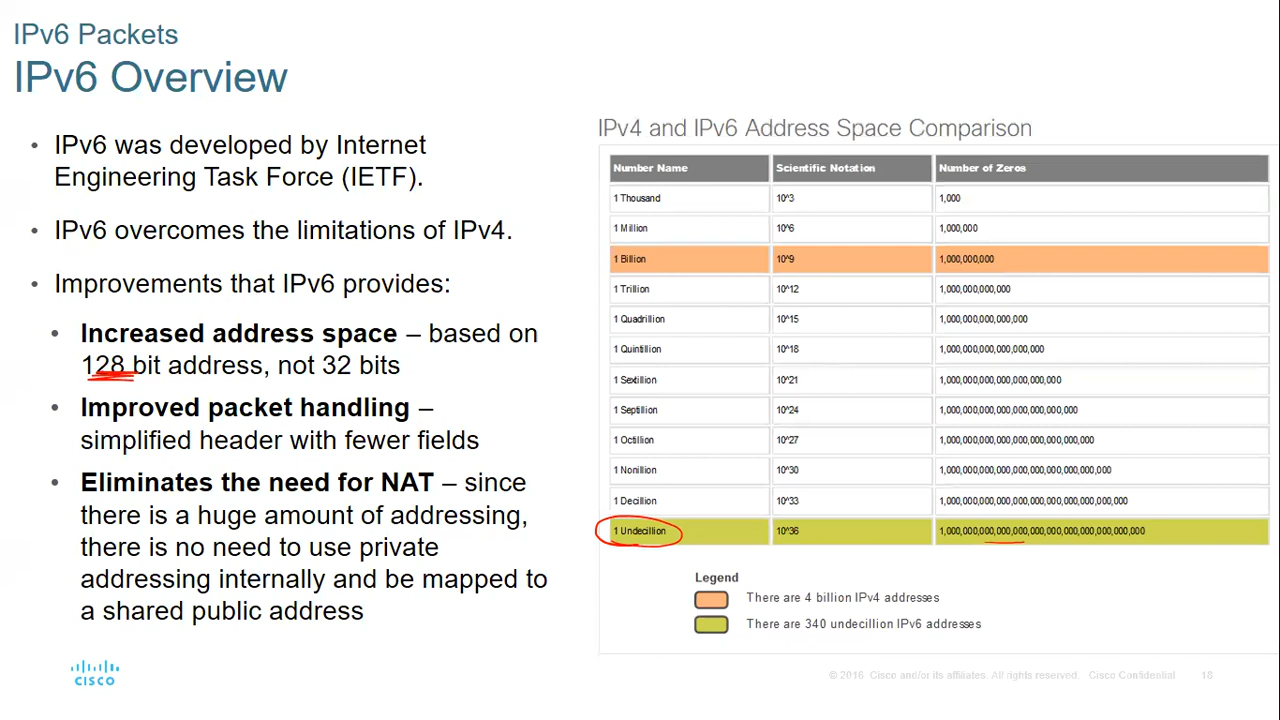 IPv6 Packets
IPv6 Overview
• IPv6 was developed by Internet
Engineering Task Force (IETF).
• IPv6 overcomes the limitations of IPv4.
• Improvements that IPv6 provides:
• Increased address space – based on
128 bit address, not 32 bits
• Improved packet handling –
simplified header with fewer fields
• Eliminates the need for NAT – since
there is a huge amount of addressing,
there is no need to use private
addressing internally and be mapped to
a shared public address
IPv4 and IPv6 Address Space Comparison
Number Name Scientific Notation Number of Zeros
1 Thousand 10^3 1,000
1 Million 10^6 1,000,000
1 Billion 10^9 1,000,000,000
1 Trillion 10^12 1,000,000,000,000
1 Quadrillion 10^15 1,000,000,000,000,000
1 Quintillion 10^18 1,000,000,000,000,000,000
1 Sextillion 10^21 1,000,000,000,000,000,000,000
1 Septillion 10^24 1,000,000,000,000,000,000,000,000
1 Octillion 10^27 1,000,000,000,000,000,000,000,000,000
1 Nonillion 10^30 1,000,000,000,000,000,000,000,000,000,000
1 Decillion 10^33 1,000,000,000,000,000,000,000,000,000,000,000
1 Undecillion 10^36 1,000,000,000,000,000,000,000,000,000,000,000,000
Legend
There are 4 billion IPv4 addresses
There are 340 undecillion IPv6 addresses
CISCO
© 2016 Cisco and/or its affiliates. All rights reserved. Cisco Confidential 18